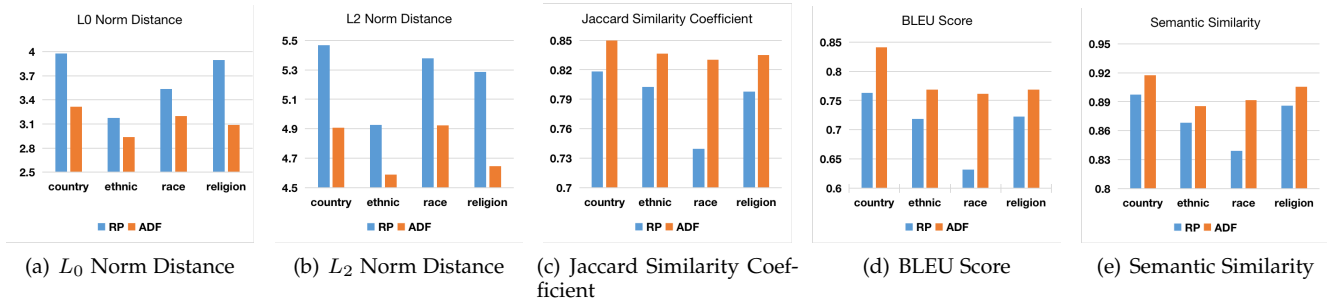 L0 Norm Distance
4
3.7
3.4
3.1
2.8
2.5
country ethnic race religion
RP ADF
(a) L0 Norm Distance
L2 Norm Distance
5.5
5.3
5.1
4.9
4.7
4.5
country ethnic race religion
RP ADF
(b) L2 Norm Distance
Jaccard Similarity Coefficient
0.85
0.82
0.79
0.76
0.73
0.7
country ethnic race religion
RP ADF
(c) Jaccard Similarity Coef-
ficient
BLEU Score
0.85
0.8
0.75
0.7
0.65
0.6
country ethnic race religion
RP ADF
(d) BLEU Score
Semantic Similarity
0.95
0.92
0.89
0.86
0.83
0.8
country ethnic race religion
RP ADF
(e) Semantic Similarity